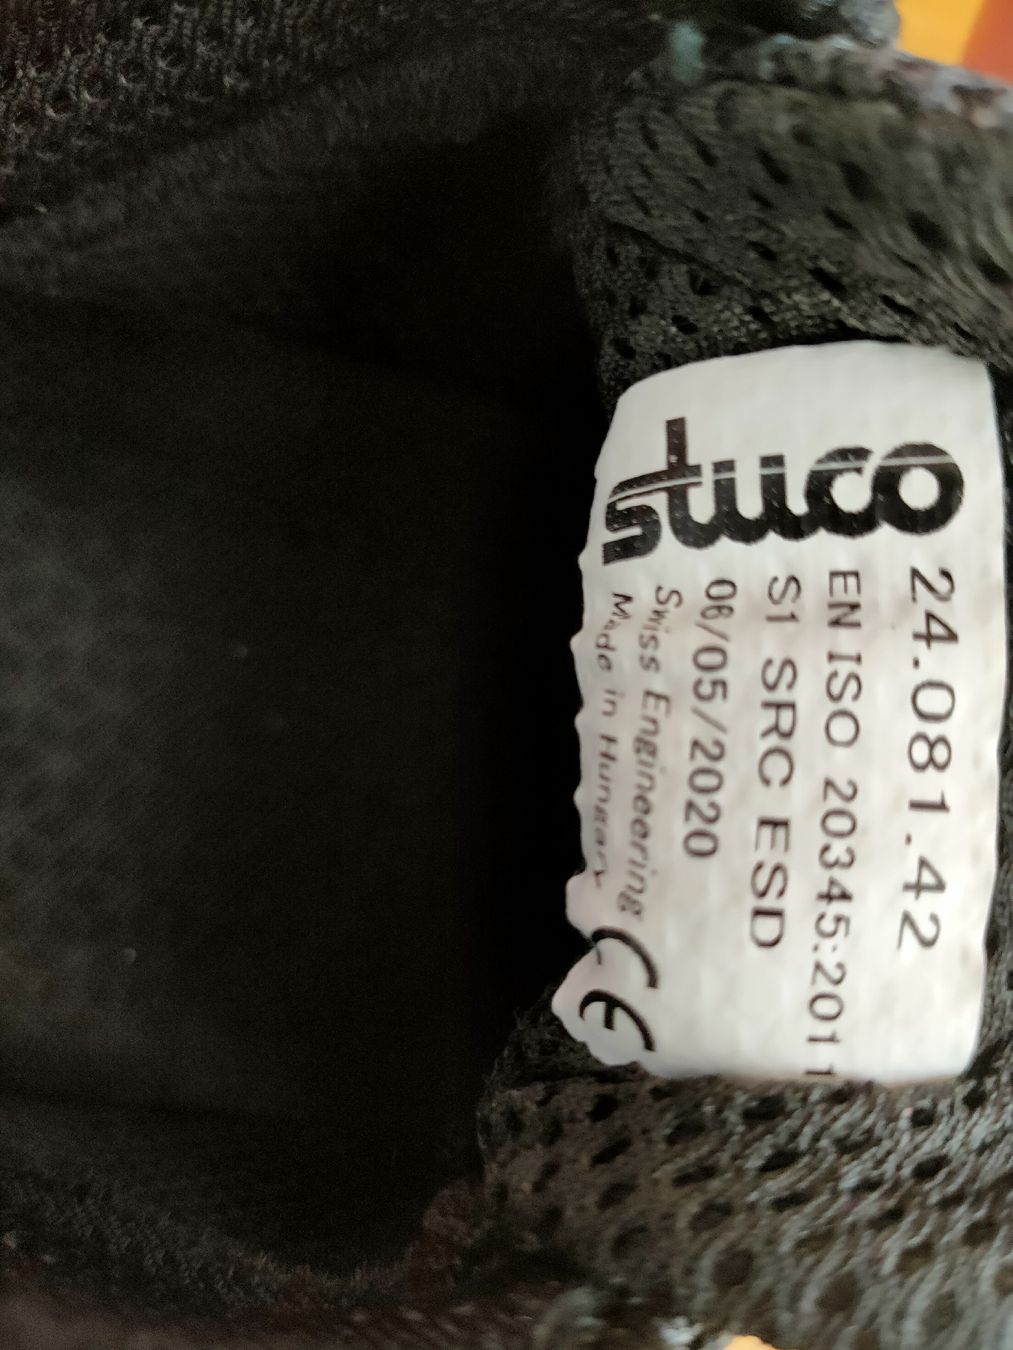 stuco
24.081.42
EN ISO 20345:2011
S1 SRC ESD
06/05/2020
Swiss Engineering
Made in Hungary
CE